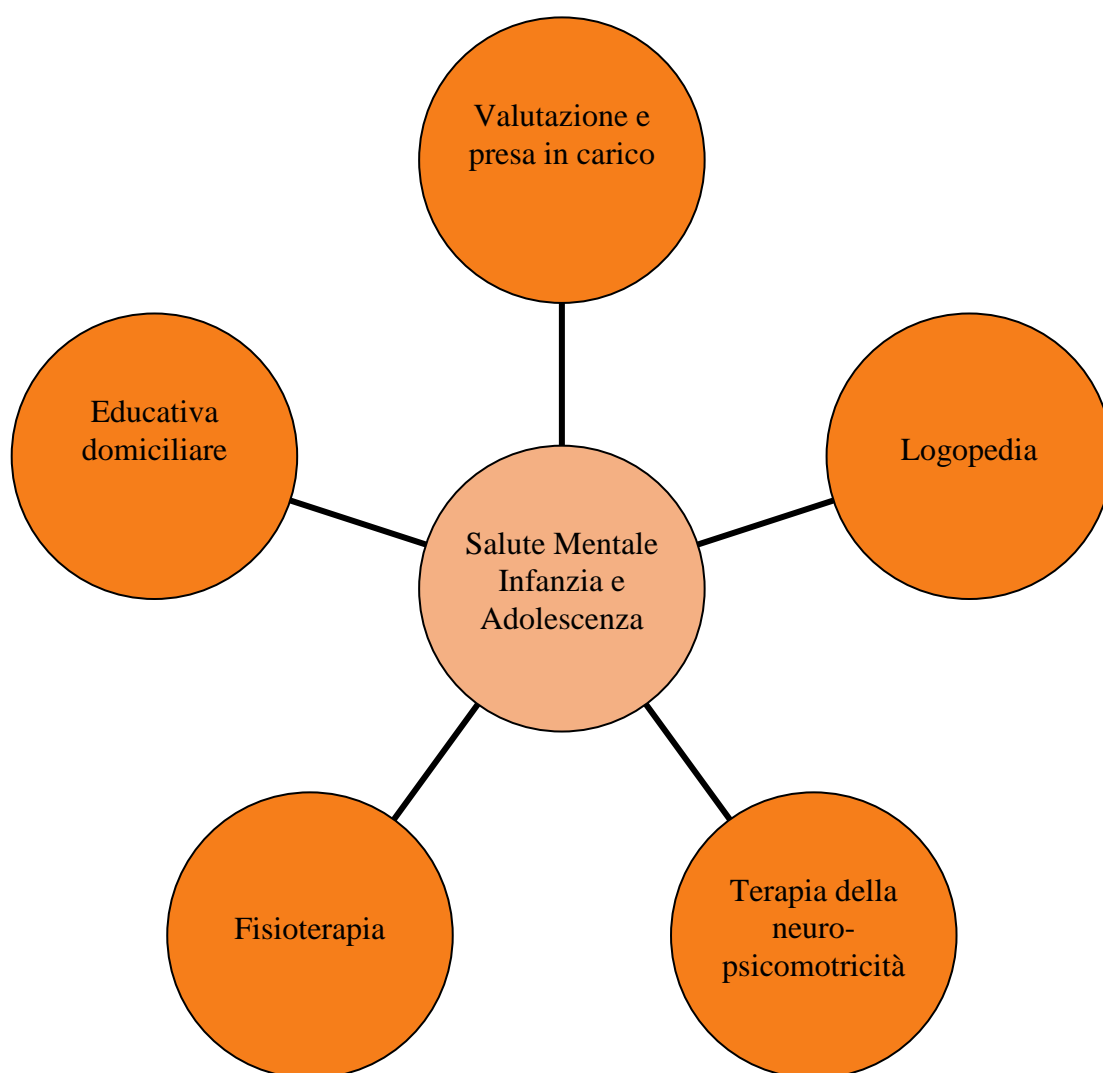 Valutazione e
presa in carico
Educativa
domiciliare
Logopedia
Salute Mentale
Infanzia e
Adolescenza
Fisioterapia
Terapia della
neuro-
psicomotricità